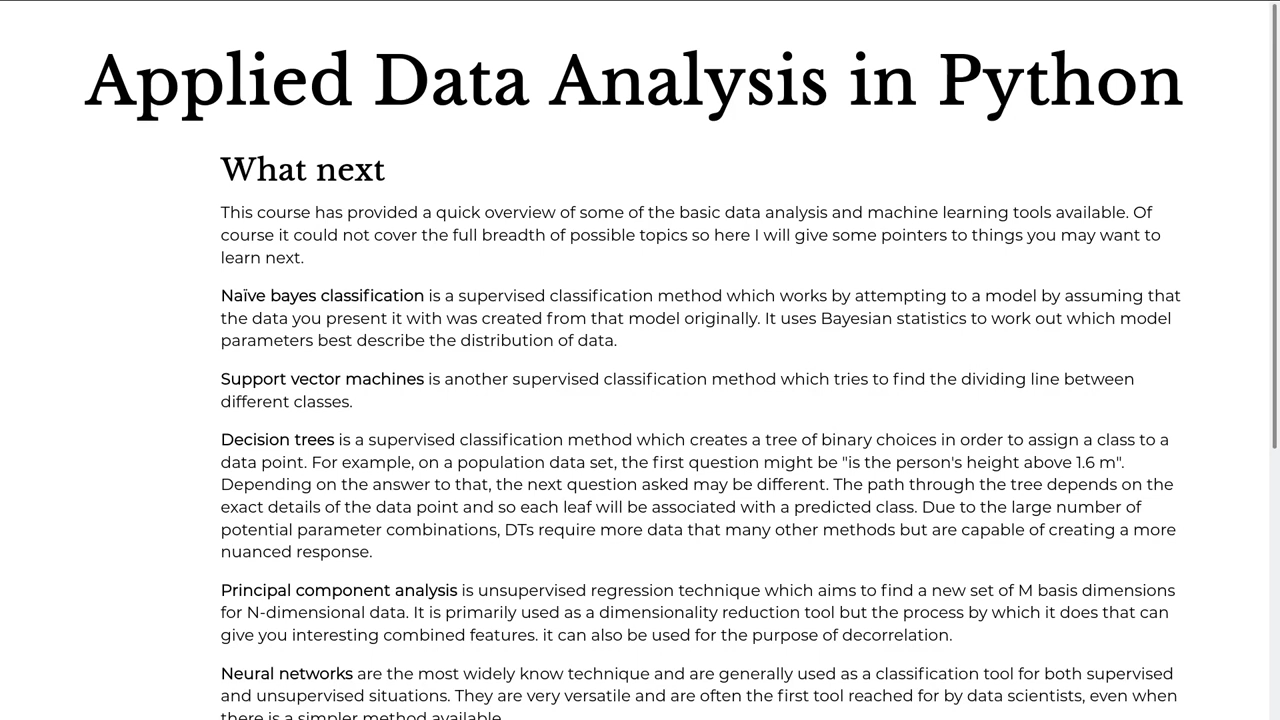 Applied Data Analysis in Python
What next
This course has provided a quick overview of some of the basic data analysis and machine learning tools available. Of
course it could not cover the full breadth of possible topics so here I will give some pointers to things you may want to
learn next.
Naïve bayes classification is a supervised classification method which works by attempting to a model by assuming that
the data you present it with was created from that model originally. It uses Bayesian statistics to work out which model
parameters best describe the distribution of data.
Support vector machines is another supervised classification method which tries to find the dividing line between
different classes.
Decision trees is a supervised classification method which creates a tree of binary choices in order to assign a class to a
data point. For example, on a population data set, the first question might be "is the person's height above 1.6 m".
Depending on the answer to that, the next question asked may be different. The path through the tree depends on the
exact details of the data point and so each leaf will be associated with a predicted class. Due to the large number of
potential parameter combinations, DTs require more data that many other methods but are capable of creating a more
nuanced response.
Principal component analysis is unsupervised regression technique which aims to find a new set of M basis dimensions
for N-dimensional data. It is primarily used as a dimensionality reduction tool but the process by which it does that can
give you interesting combined features. it can also be used for the purpose of decorrelation.
Neural networks are the most widely know technique and are generally used as a classification tool for both supervised
and unsupervised situations. They are very versatile and are often the first tool reached for by data scientists, even when
there is a simpler method available.